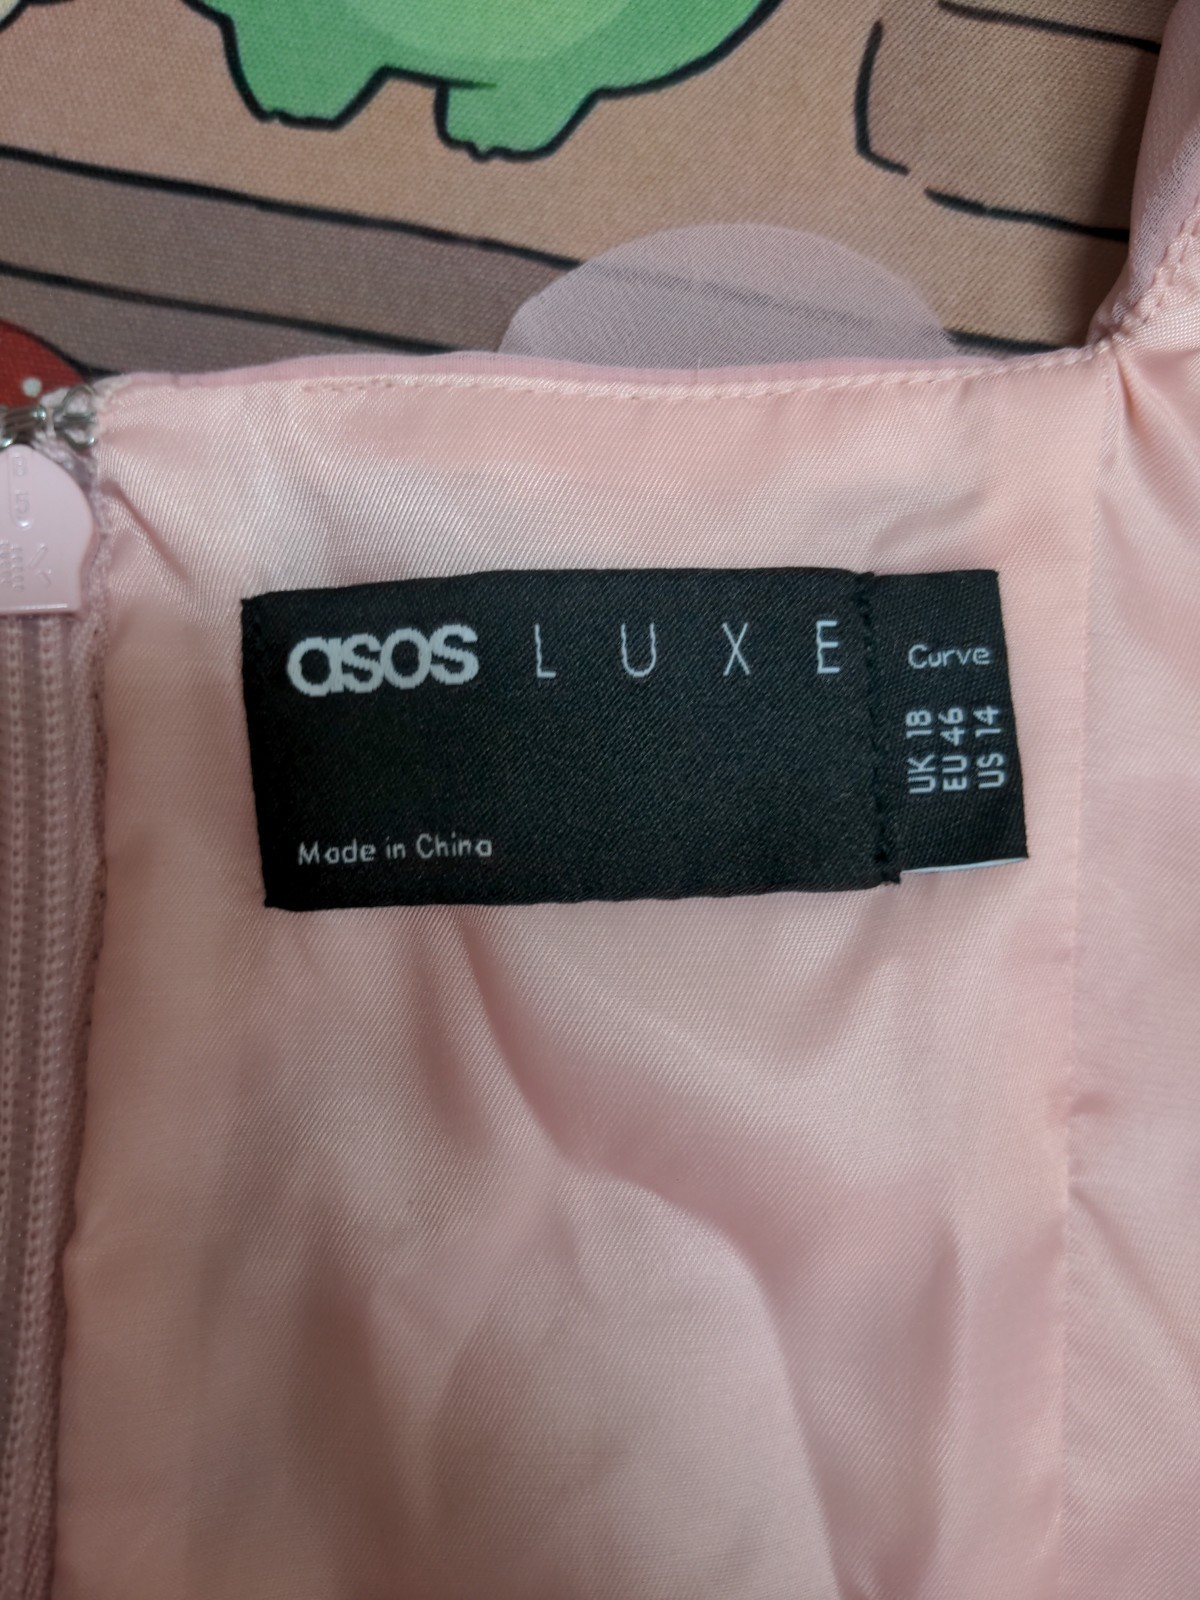 asos LUXE
Made in China
Curve
UK 18
EU 46
US 14